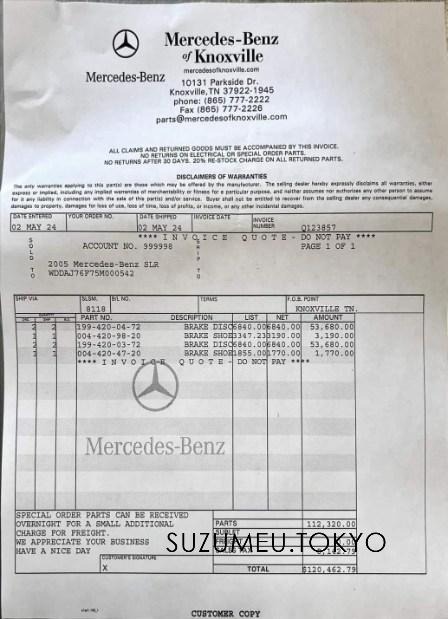 Mercedes-Benz
of Knoxville
mercedesofknoxville.com
Mercedes-Benz
10131 Parkside Dr.
Knoxville, TN 37922-1945
phone: (865) 777-2222
Fax (865) 777-2226
parts@mercedesofknoxville.com
ALL CLAIMS AND RETURNED GOODS MUST BE ACCOMPANIED BY THIS INVOICE.
NO RETURNS ON ELECTRICAL OR SPECIAL ORDER PARTS.
NO RETURNS AFTER 30 DAYS. 20% RE-STOCK CHARGE ON ALL RETURNED PARTS.
DISCLAIMERS OF WARRANTIES
The only warranties applying to this part(s) are those which may be offered by the manufacturer. The selling dealer hereby expressly disclaims all warranties, either
express or implied, including any implied warranties of merchantability or fitness for a particular purpose, and neither assumes nor authorizes any other person to assume
for it any liability in connection with the sale of this part(s) and/or service. Buyer shall not be entitled to recover from the selling dealer any consequential damages,
damages to property, damages for loss of use, loss of time, loss of profits, or income, or any other incidental damages.
DATE ENTERED YOUR ORDER NO. DATE SHIPPED INVOICE DATE INVOICE NUMBER
02 MAY 24 02 MAY 24 Q123857
**** I N V O I C E Q U O T E - DO NOT PAY ****
SOLD TO SHIP TO
ACCOUNT NO. 999998 PAGE 1 OF 1
2005 Mercedes-Benz SLR
WDDAJ76F75M000542
SHIP VIA SLSM. B/L NO. TERMS F.O.B. POINT
8118 KNOXVILLE TN.
QUANTITY PART NO. DESCRIPTION LIST NET AMOUNT
2 2 199-420-04-72 BRAKE DISC 6840.00 6840.00 53,680.00
1 1 004-420-98-20 BRAKE SHOE 3347.23 3190.00 3,190.00
2 2 199-420-03-72 BRAKE DISC 6840.00 6840.00 53,680.00
1 1 004-420-47-20 BRAKE SHOE 1855.00 1770.00 1,770.00
**** I N V O I C E Q U O T E - DO NOT PAY ****
Mercedes-Benz
SPECIAL ORDER PARTS CAN BE RECEIVED
OVERNIGHT FOR A SMALL ADDITIONAL
CHARGE FOR FREIGHT.
WE APPRECIATE YOUR BUSINESS
HAVE A NICE DAY
PARTS 112,320.00
SUBLET
FREIGHT
SALES TAX
SUZUMEU.TOKYO
CUSTOMER'S SIGNATURE
X
TOTAL $120,462.79
CUSTOMER COPY